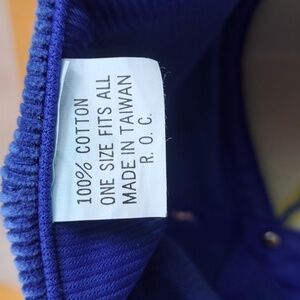 100% COTTON
ONE SIZE FITS ALL
MADE IN TAIWAN
R. O. C.